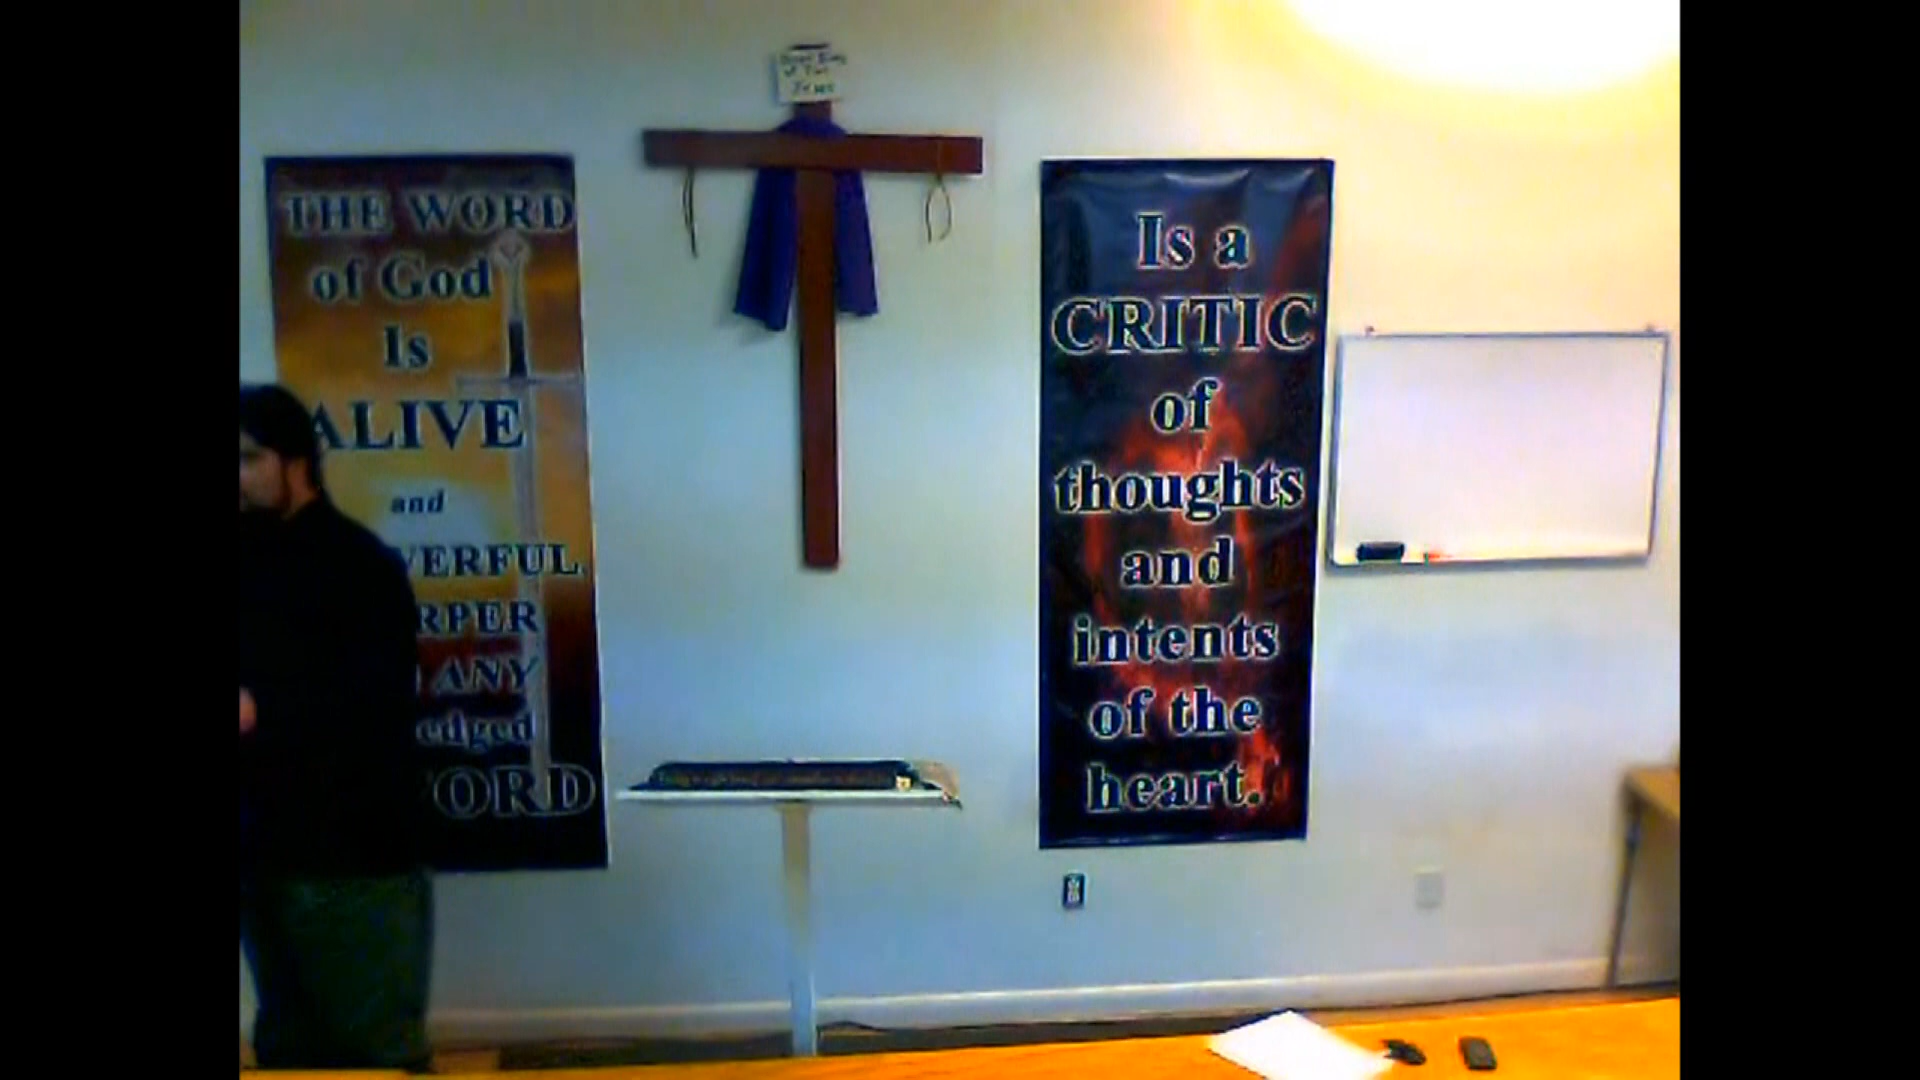 THE WORD
of God
Is
ALIVE
and
VERFUL
RPER
ANY
edged
ORD
Is a
CRITIC
of
thoughts
and
intents
of the
heart.